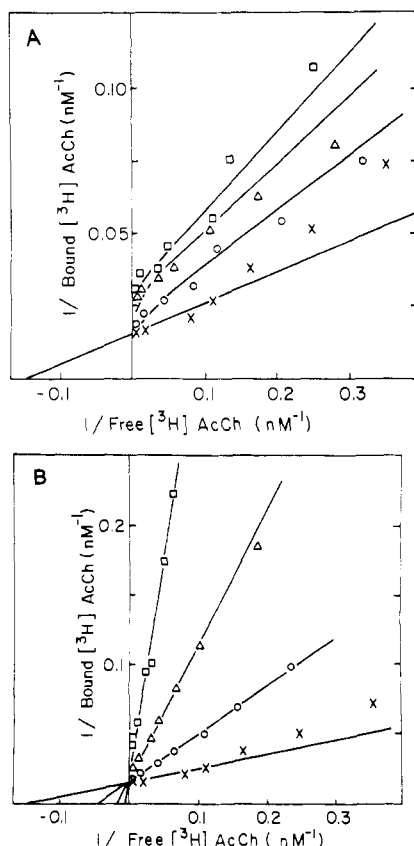 A
0.10
0.05
1/ Bound [³H] AcCh (nM⁻¹)
-0.1 0.1 0.2 0.3
1/ Free [³H] AcCh (nM⁻¹)
B
0.2
0.1
1/ Bound [³H] AcCh (nM⁻¹)
-0.1 0.1 0.2 0.3
1/ Free [³H] AcCh (nM⁻¹)